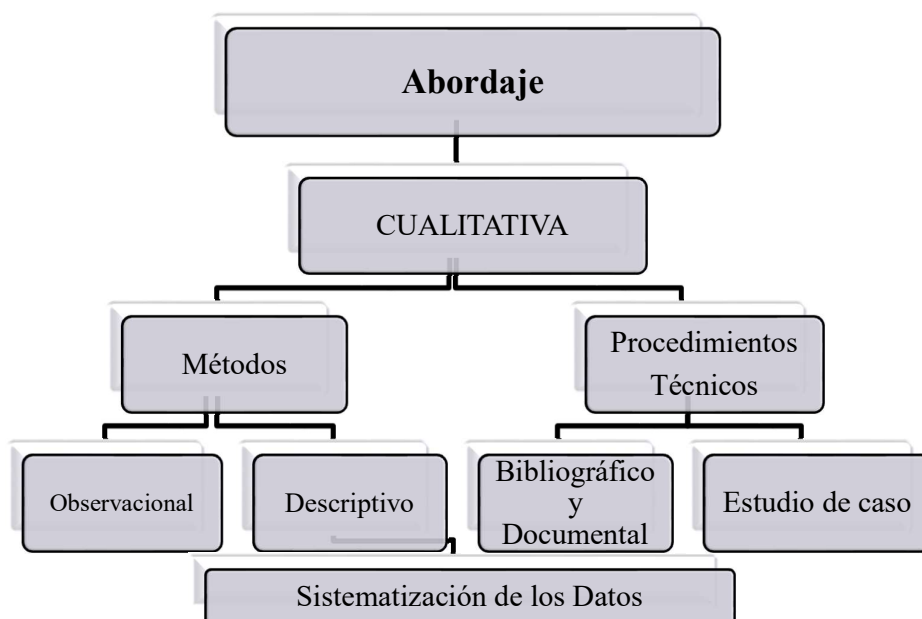 Abordaje
CUALITATIVA
Métodos
Procedimientos
Técnicos
Observacional
Descriptivo
Bibliográfico
y
Documental
Estudio de caso
Sistematización de los Datos